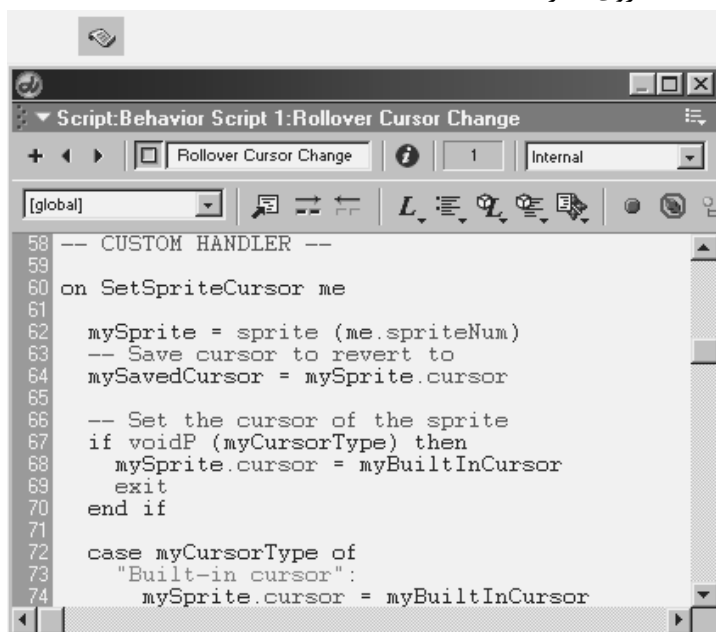 Script:Behavior Script 1:Rollover Cursor Change
Rollover Cursor Change 1 Internal
[global]
58 -- CUSTOM HANDLER --
59
60 on SetSpriteCursor me
61
62 mySprite = sprite (me.spriteNum)
63 -- Save cursor to revert to
64 mySavedCursor = mySprite.cursor
65
66 -- Set the cursor of the sprite
67 if voidP (myCursorType) then
68 mySprite.cursor = myBuiltInCursor
69 exit
70 end if
71
72 case myCursorType of
73 "Built-in cursor":
74 mySprite.cursor = myBuiltInCursor